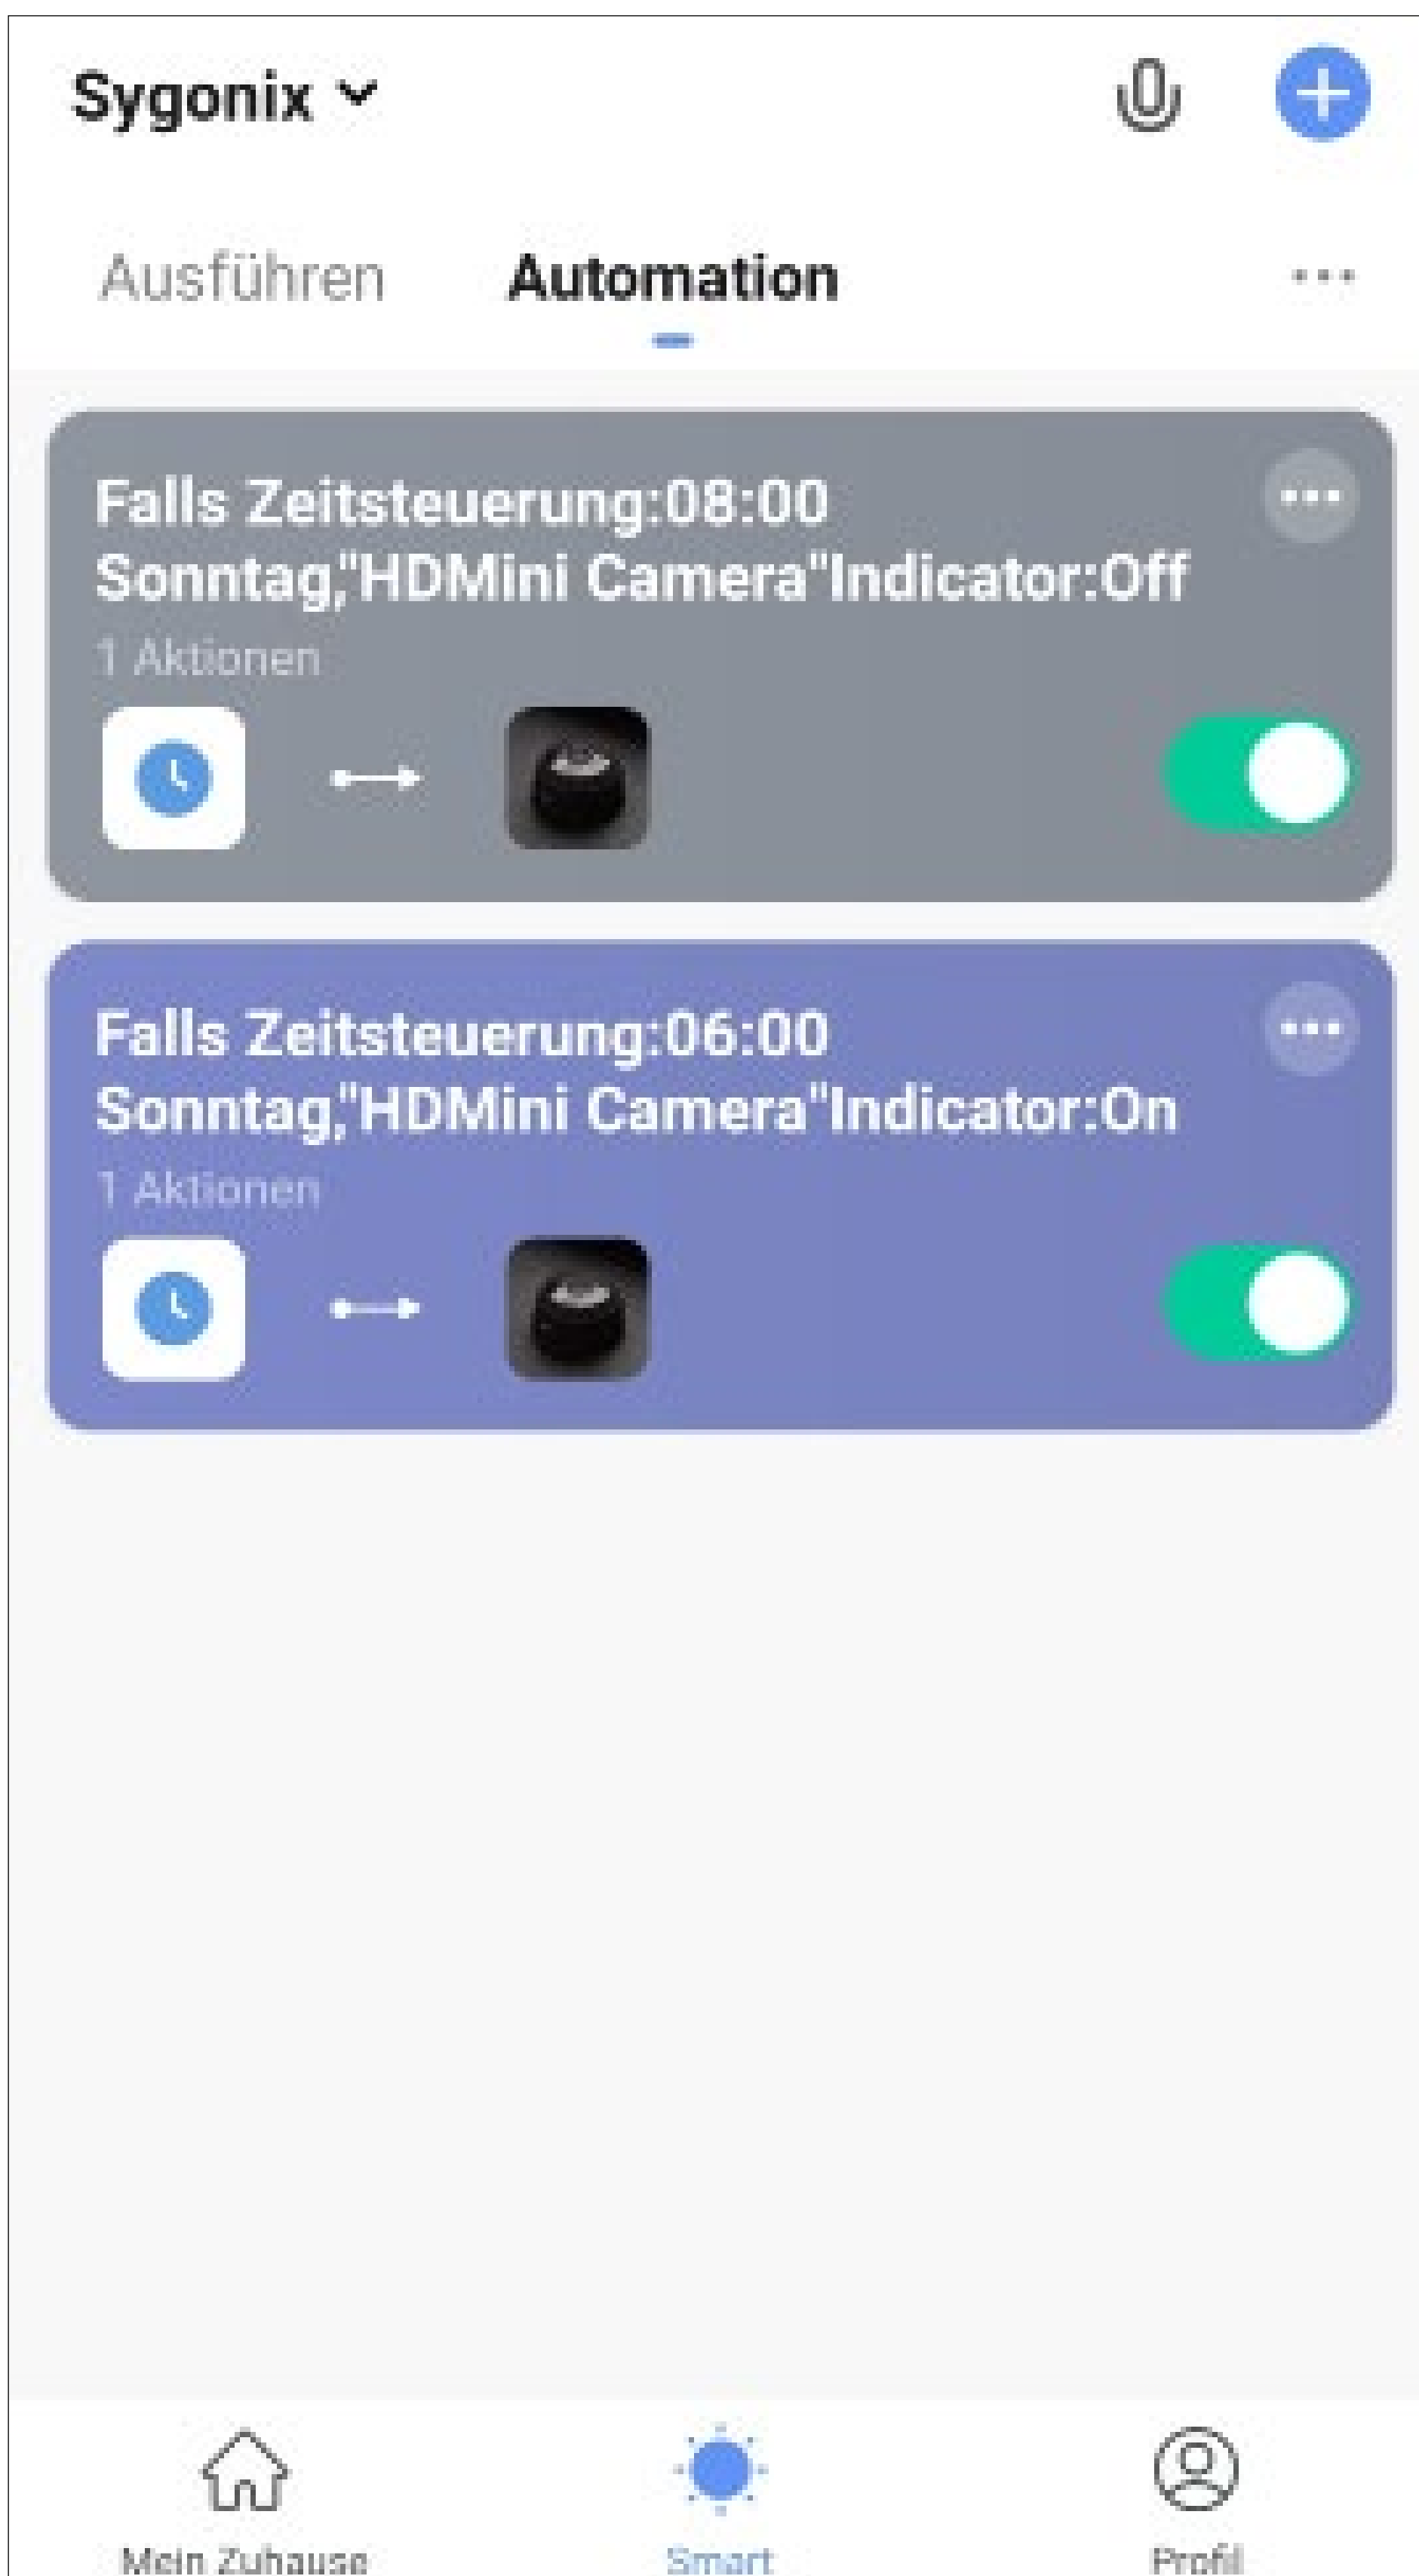 Sygonix
Ausführen Automation
Falls Zeitsteuerung:08:00
Sonntag,"HDMini Camera"Indicator:Off
1 Aktionen
Falls Zeitsteuerung:06:00
Sonntag,"HDMini Camera"Indicator:On
1 Aktionen
Mein Zuhause Smart Profil